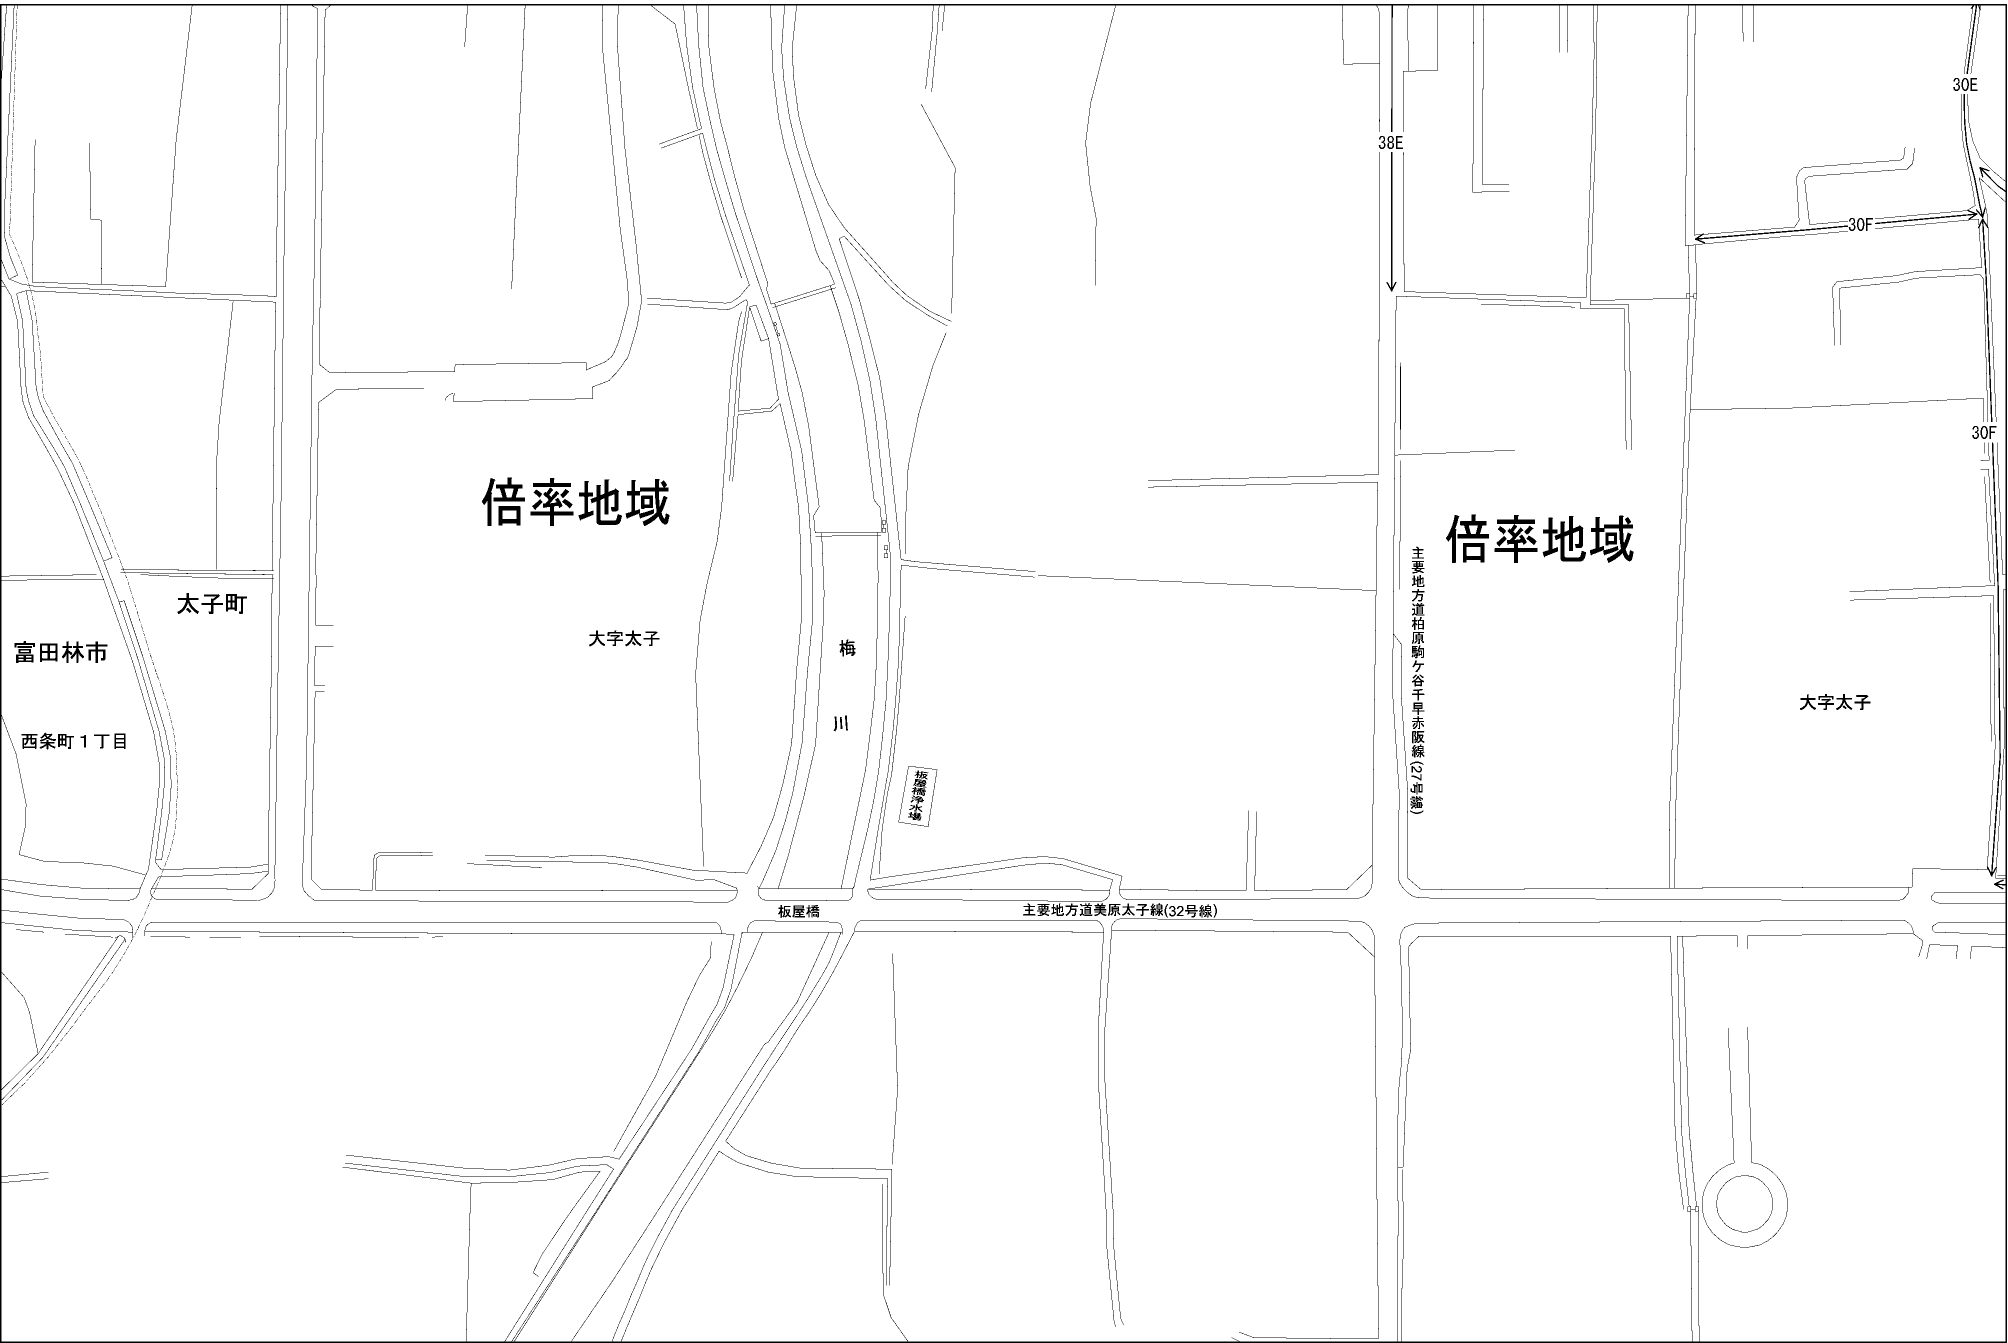 30E
38E
30F
30F
倍率地域
倍率地域
太子町
富田林市
大字太子
梅川
主要地方道柏原駒ケ谷千早赤阪線(27号線)
大字太子
西条町1丁目
板屋橋浄水場
板屋橋
主要地方道美原太子線(32号線)